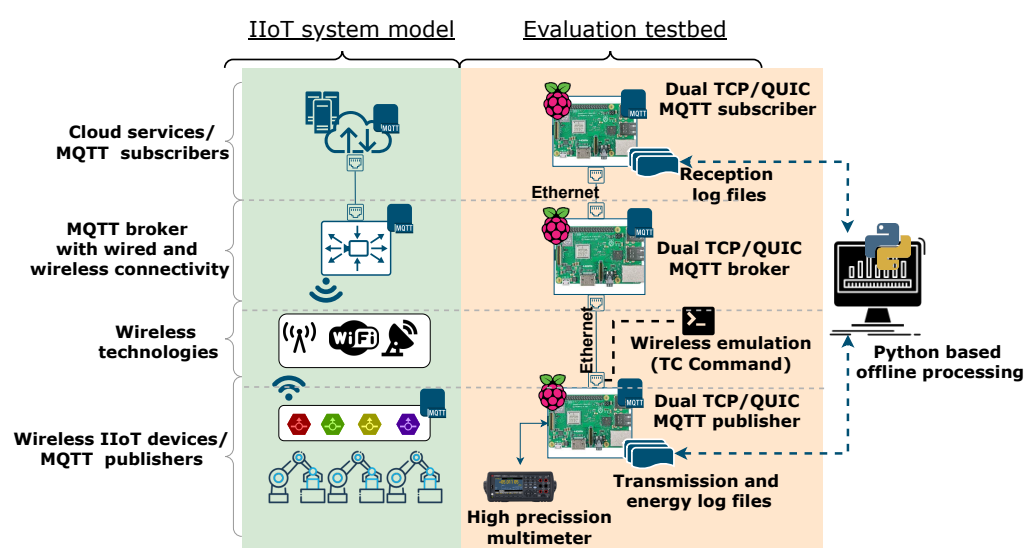 IIoT system model
Evaluation testbed
Cloud services/
MQTT subscribers
MQTT
Dual TCP/QUIC
MQTT subscriber
MQTT
Reception
log files
Ethernet
MQTT broker
with wired and
wireless connectivity
MQTT
Dual TCP/QUIC
MQTT broker
MQTT
Ethernet
Wireless
technologies
WiFi
Wireless emulation
(TC Command)
Python based
offline processing
Wireless IIoT devices/
MQTT publishers
MQTT
Dual TCP/QUIC
MQTT publisher
MQTT
Transmission and
energy log files
High precission
multimeter